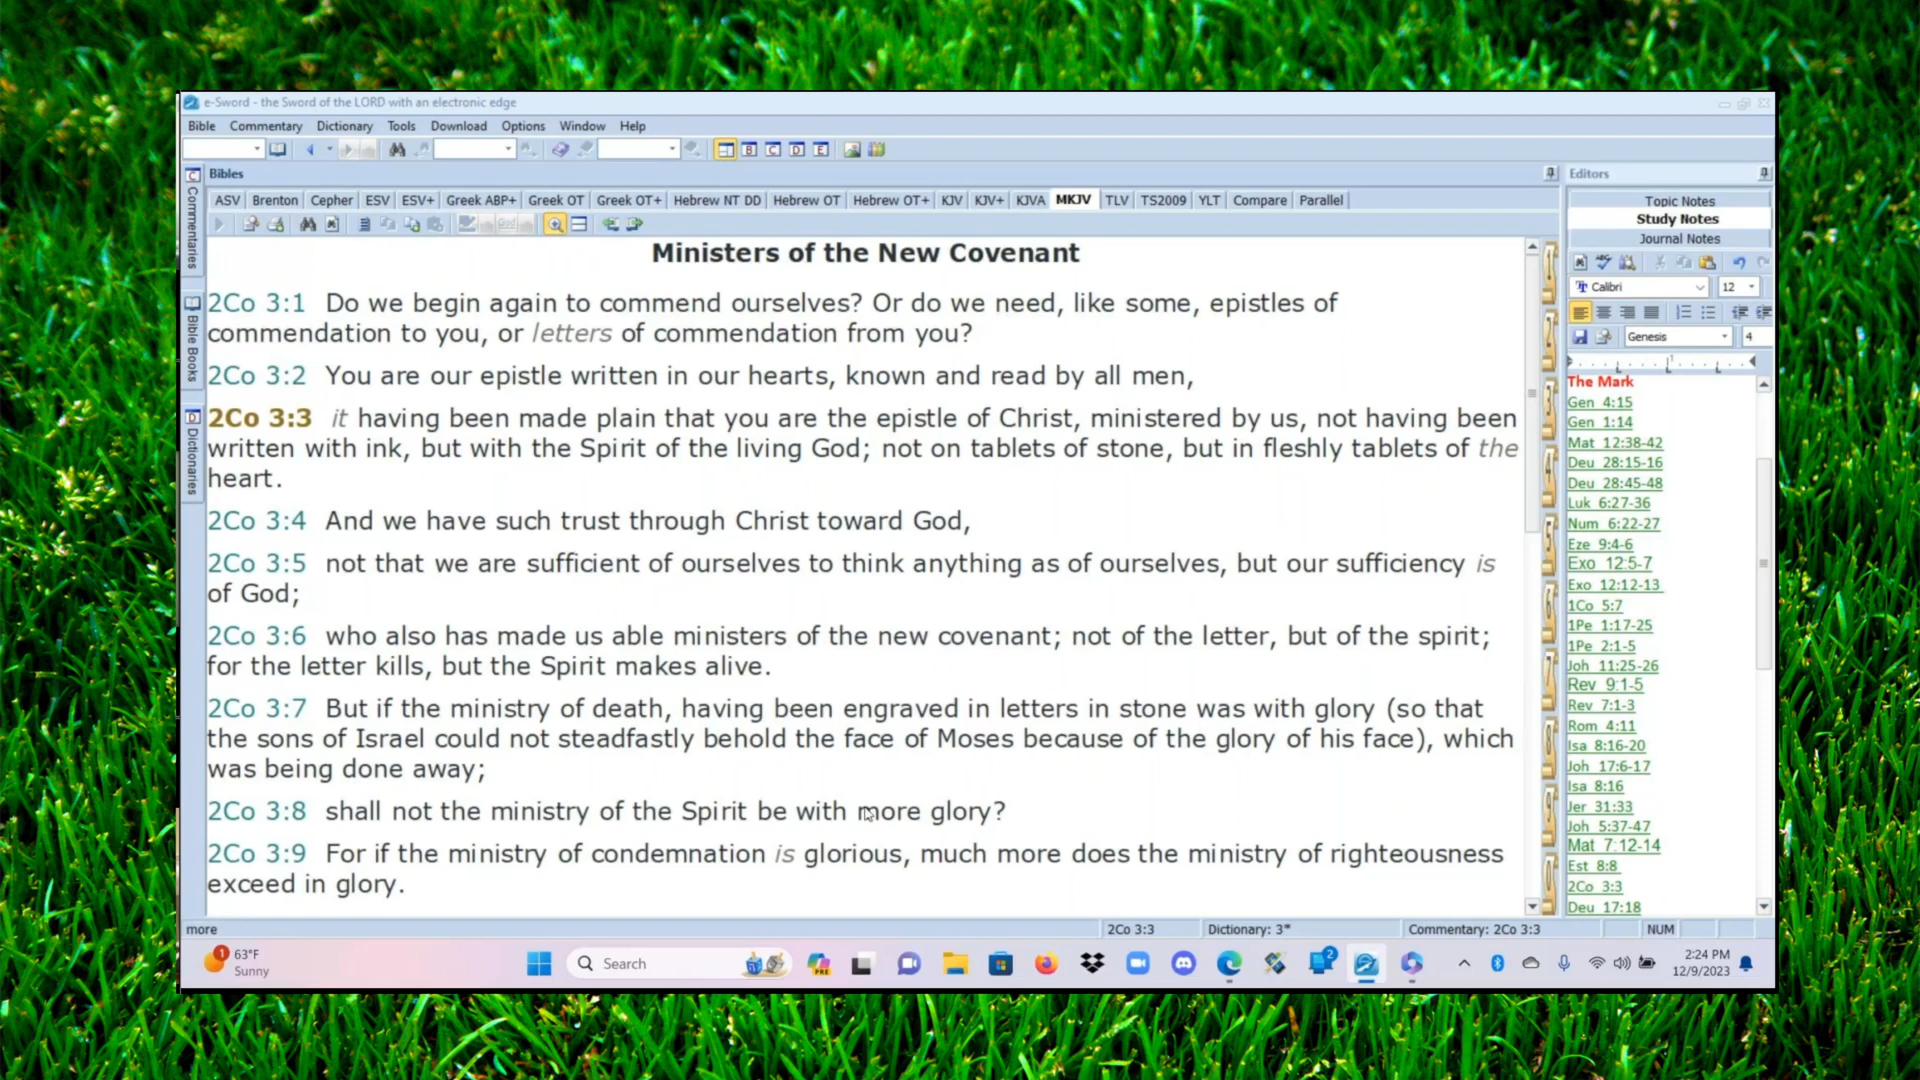 e-Sword - the Sword of the LORD with an electronic edge
Bible Commentary Dictionary Tools Download Options Window Help
B C D E
Bibles
ASV Brenton Cepher ESV ESV+ Greek ABP+ Greek OT Greek OT+ Hebrew NT DD Hebrew OT Hebrew OT+ KJV KJV+ KJVA MKJV TLV TS2009 YLT Compare Parallel
Commentaries
Bible Books
Dictionaries
Ministers of the New Covenant
2Co 3:1 Do we begin again to commend ourselves? Or do we need, like some, epistles of
commendation to you, or letters of commendation from you?
2Co 3:2 You are our epistle written in our hearts, known and read by all men,
2Co 3:3 it having been made plain that you are the epistle of Christ, ministered by us, not having been
written with ink, but with the Spirit of the living God; not on tablets of stone, but in fleshly tablets of the
heart.
2Co 3:4 And we have such trust through Christ toward God,
2Co 3:5 not that we are sufficient of ourselves to think anything as of ourselves, but our sufficiency is
of God;
2Co 3:6 who also has made us able ministers of the new covenant; not of the letter, but of the spirit;
for the letter kills, but the Spirit makes alive.
2Co 3:7 But if the ministry of death, having been engraved in letters in stone was with glory (so that
the sons of Israel could not steadfastly behold the face of Moses because of the glory of his face), which
was being done away;
2Co 3:8 shall not the ministry of the Spirit be with more glory?
2Co 3:9 For if the ministry of condemnation is glorious, much more does the ministry of righteousness
exceed in glory.
1
2
3
4
5
6
7
8
9
0
Editors
Topic Notes
Study Notes
Journal Notes
Calibri 12
Genesis 4
The Mark
Gen 4:15
Gen 1:14
Mat 12:38-42
Deu 28:15-16
Deu 28:45-48
Luk 6:27-36
Num 6:22-27
Eze 9:4-6
Exo 12:5-7
Exo 12:12-13
1Co 5:7
1Pe 1:17-25
1Pe 2:1-5
Joh 11:25-26
Rev 9:1-5
Rev 7:1-3
Rom 4:11
Isa 8:16-20
Joh 17:6-17
Isa 8:16
Jer 31:33
Joh 5:37-47
Mat 7:12-14
Est 8:8
2Co 3:3
Deu 17:18
more 2Co 3:3 Dictionary: 3* Commentary: 2Co 3:3 NUM
1 63°F
Sunny
Search
PRE
2
2:24 PM
12/9/2023